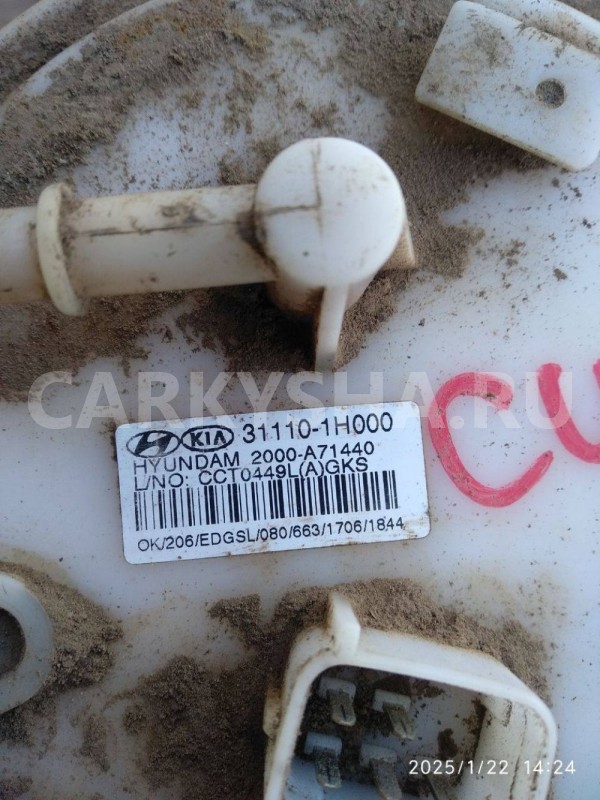 CARKYSHA.RU
HYUNDAI KIA 31110-1H000
HYUNDAM 2000-A71440
L/NO: CCT0449L(A)GKS
OK/206/EDGSL/080/663/1706/1844
2025/1/22 14:24